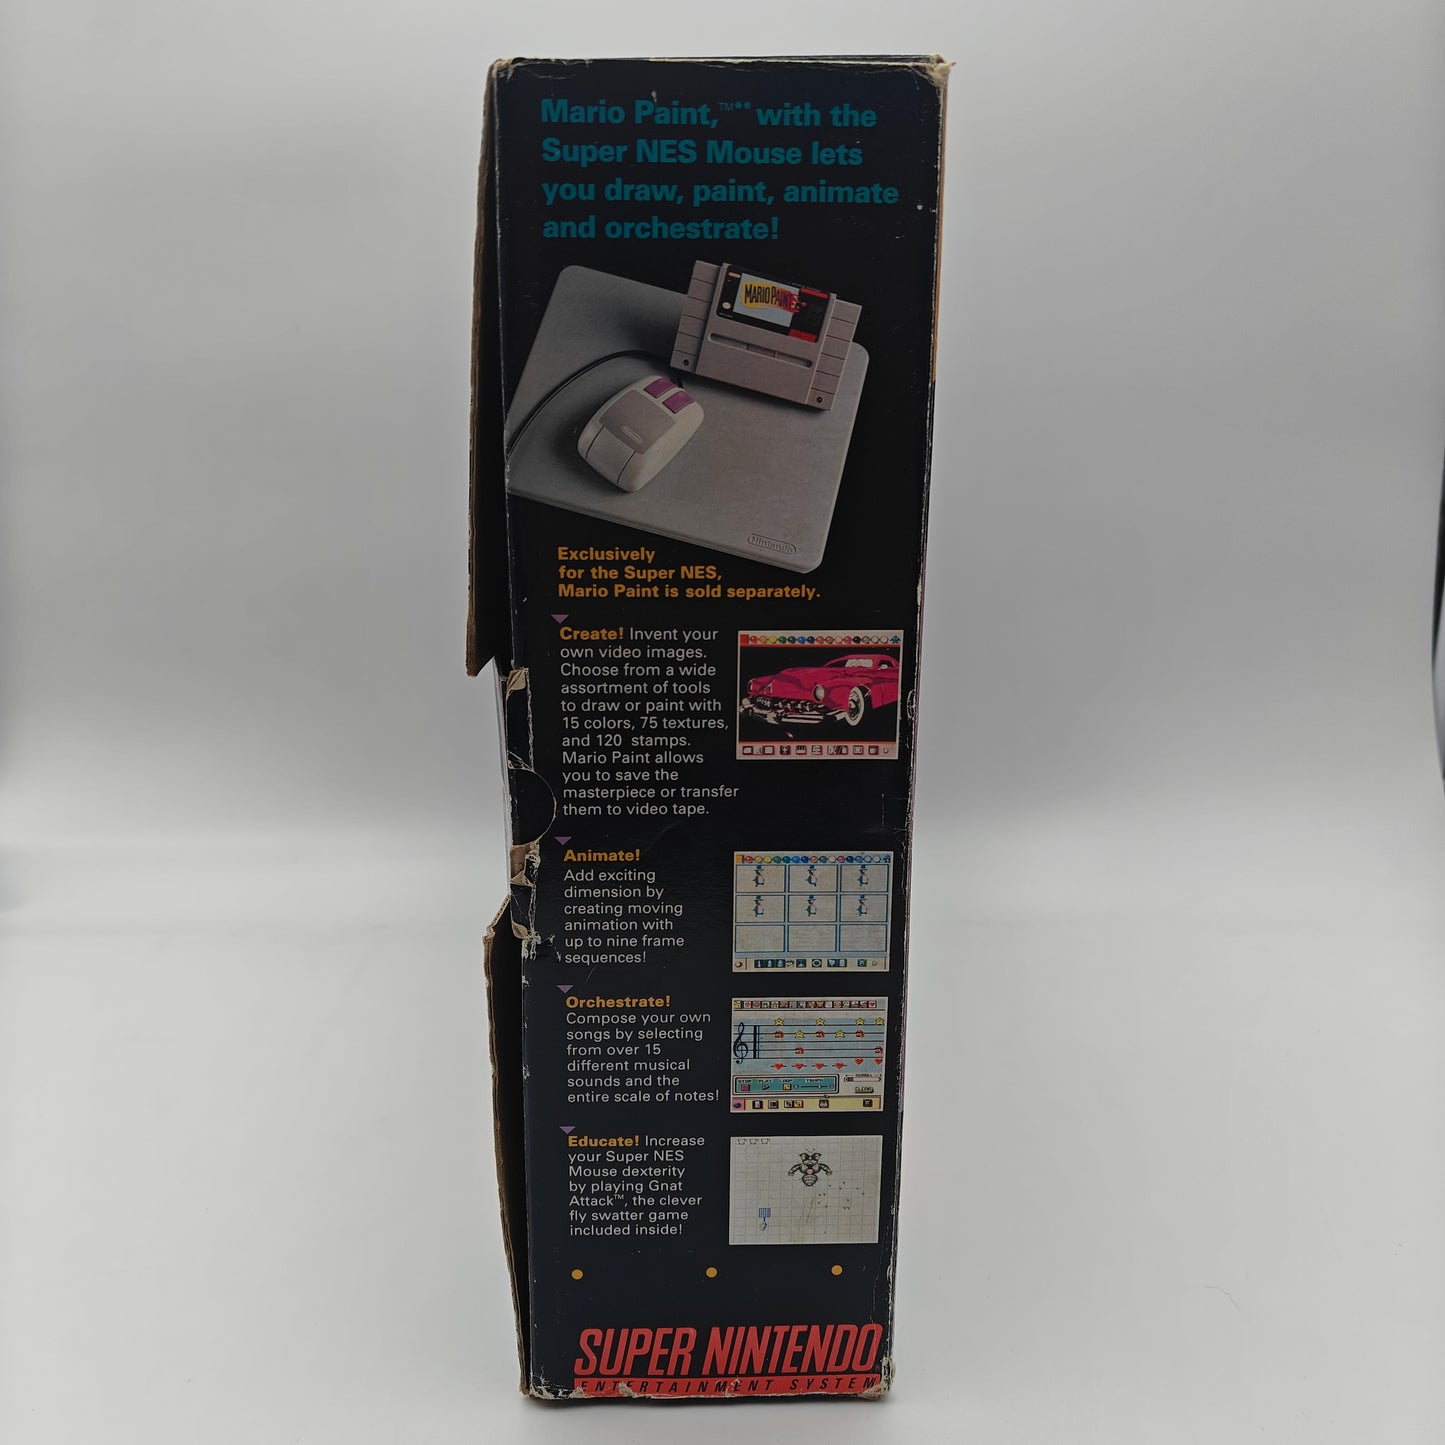 Mario Paint,™** with the
Super NES Mouse lets
you draw, paint, animate
and orchestrate!
MARIO PAINT
Nintendo
Exclusively
for the Super NES,
Mario Paint is sold separately.
Create! Invent your
own video images.
Choose from a wide
assortment of tools
to draw or paint with
15 colors, 75 textures,
and 120 stamps.
Mario Paint allows
you to save the
masterpiece or transfer
them to video tape.
Animate!
Add exciting
dimension by
creating moving
animation with
up to nine frame
sequences!
Orchestrate!
Compose your own
songs by selecting
from over 15
different musical
sounds and the
entire scale of notes!
SCROLL
STOP PLAY LOOP TEMPO
CLEAR
Educate! Increase
your Super NES
Mouse dexterity
by playing Gnat
Attack™, the clever
fly swatter game
included inside!
SUPER NINTENDO
ENTERTAINMENT SYSTEM